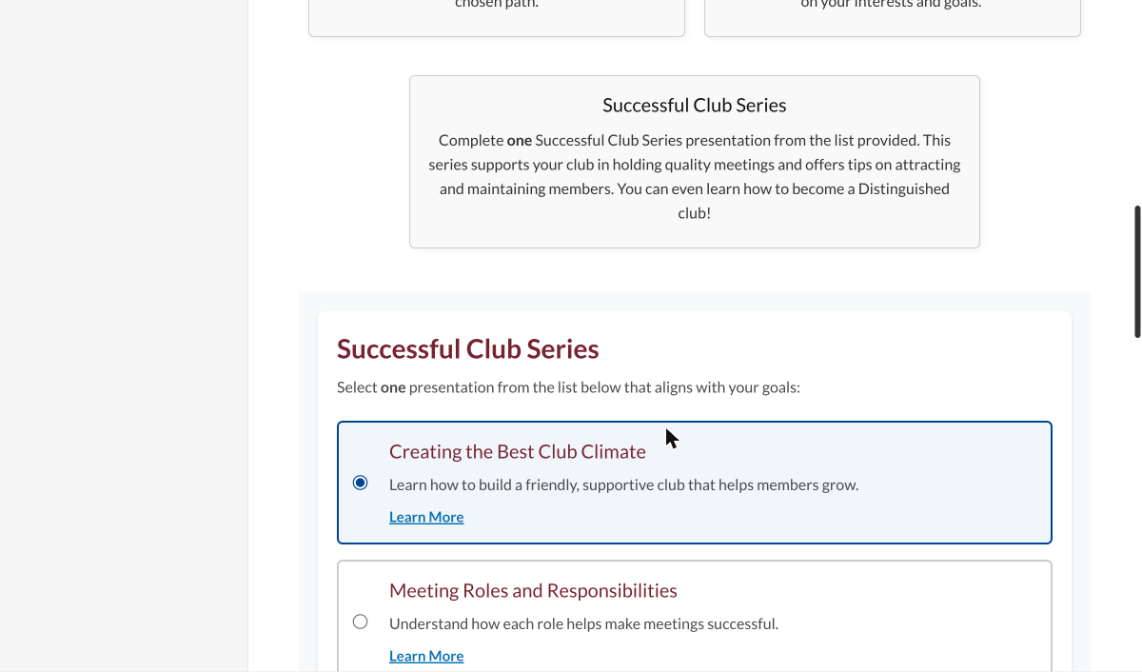 chosen path.
on your interests and goals.
Successful Club Series
Complete one Successful Club Series presentation from the list provided. This
series supports your club in holding quality meetings and offers tips on attracting
and maintaining members. You can even learn how to become a Distinguished
club!
Successful Club Series
Select one presentation from the list below that aligns with your goals:
Creating the Best Club Climate
Learn how to build a friendly, supportive club that helps members grow.
Learn More
Meeting Roles and Responsibilities
Understand how each role helps make meetings successful.
Learn More